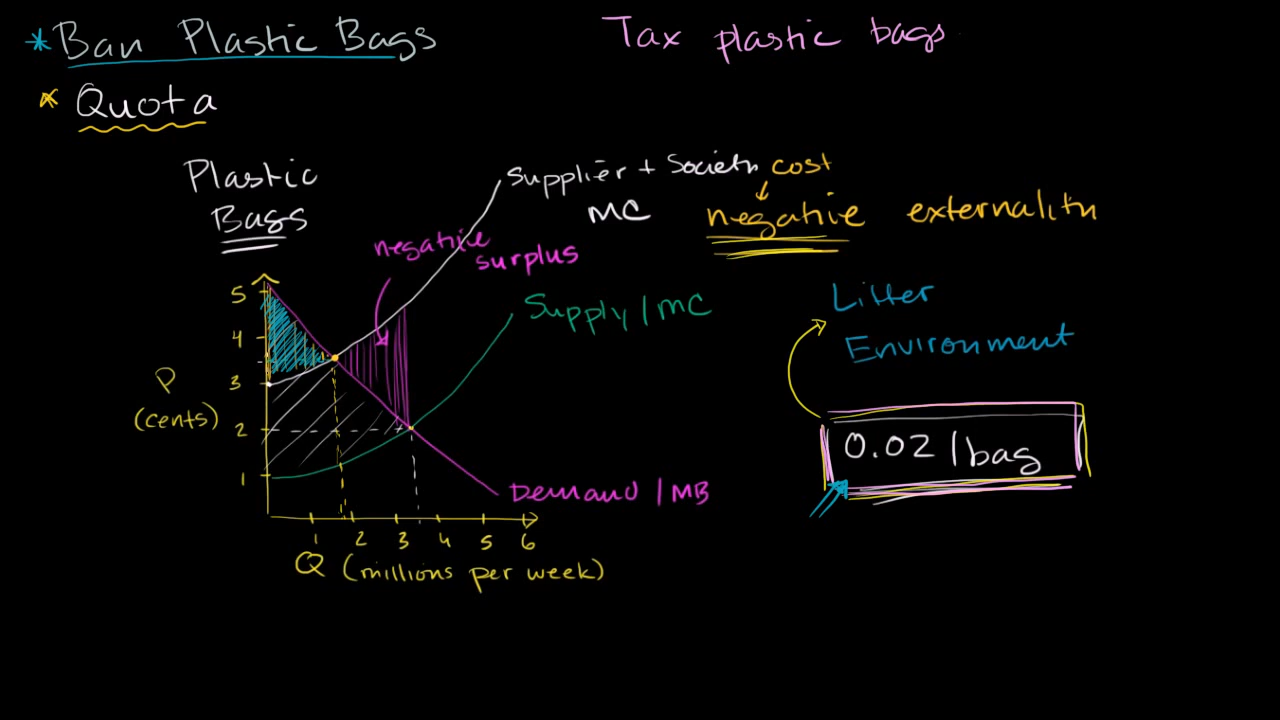 * Ban Plastic Bags
Tax plastic bags
* Quota
Plastic
Bags
Supplier + Society cost
MC
negative externality
negative
surplus
Supply/MC
Litter
Environment
5
4
3
2
1
P
(cents)
0.02/bag
Demand/MB
1 2 3 4 5 6
Q (millions per week)